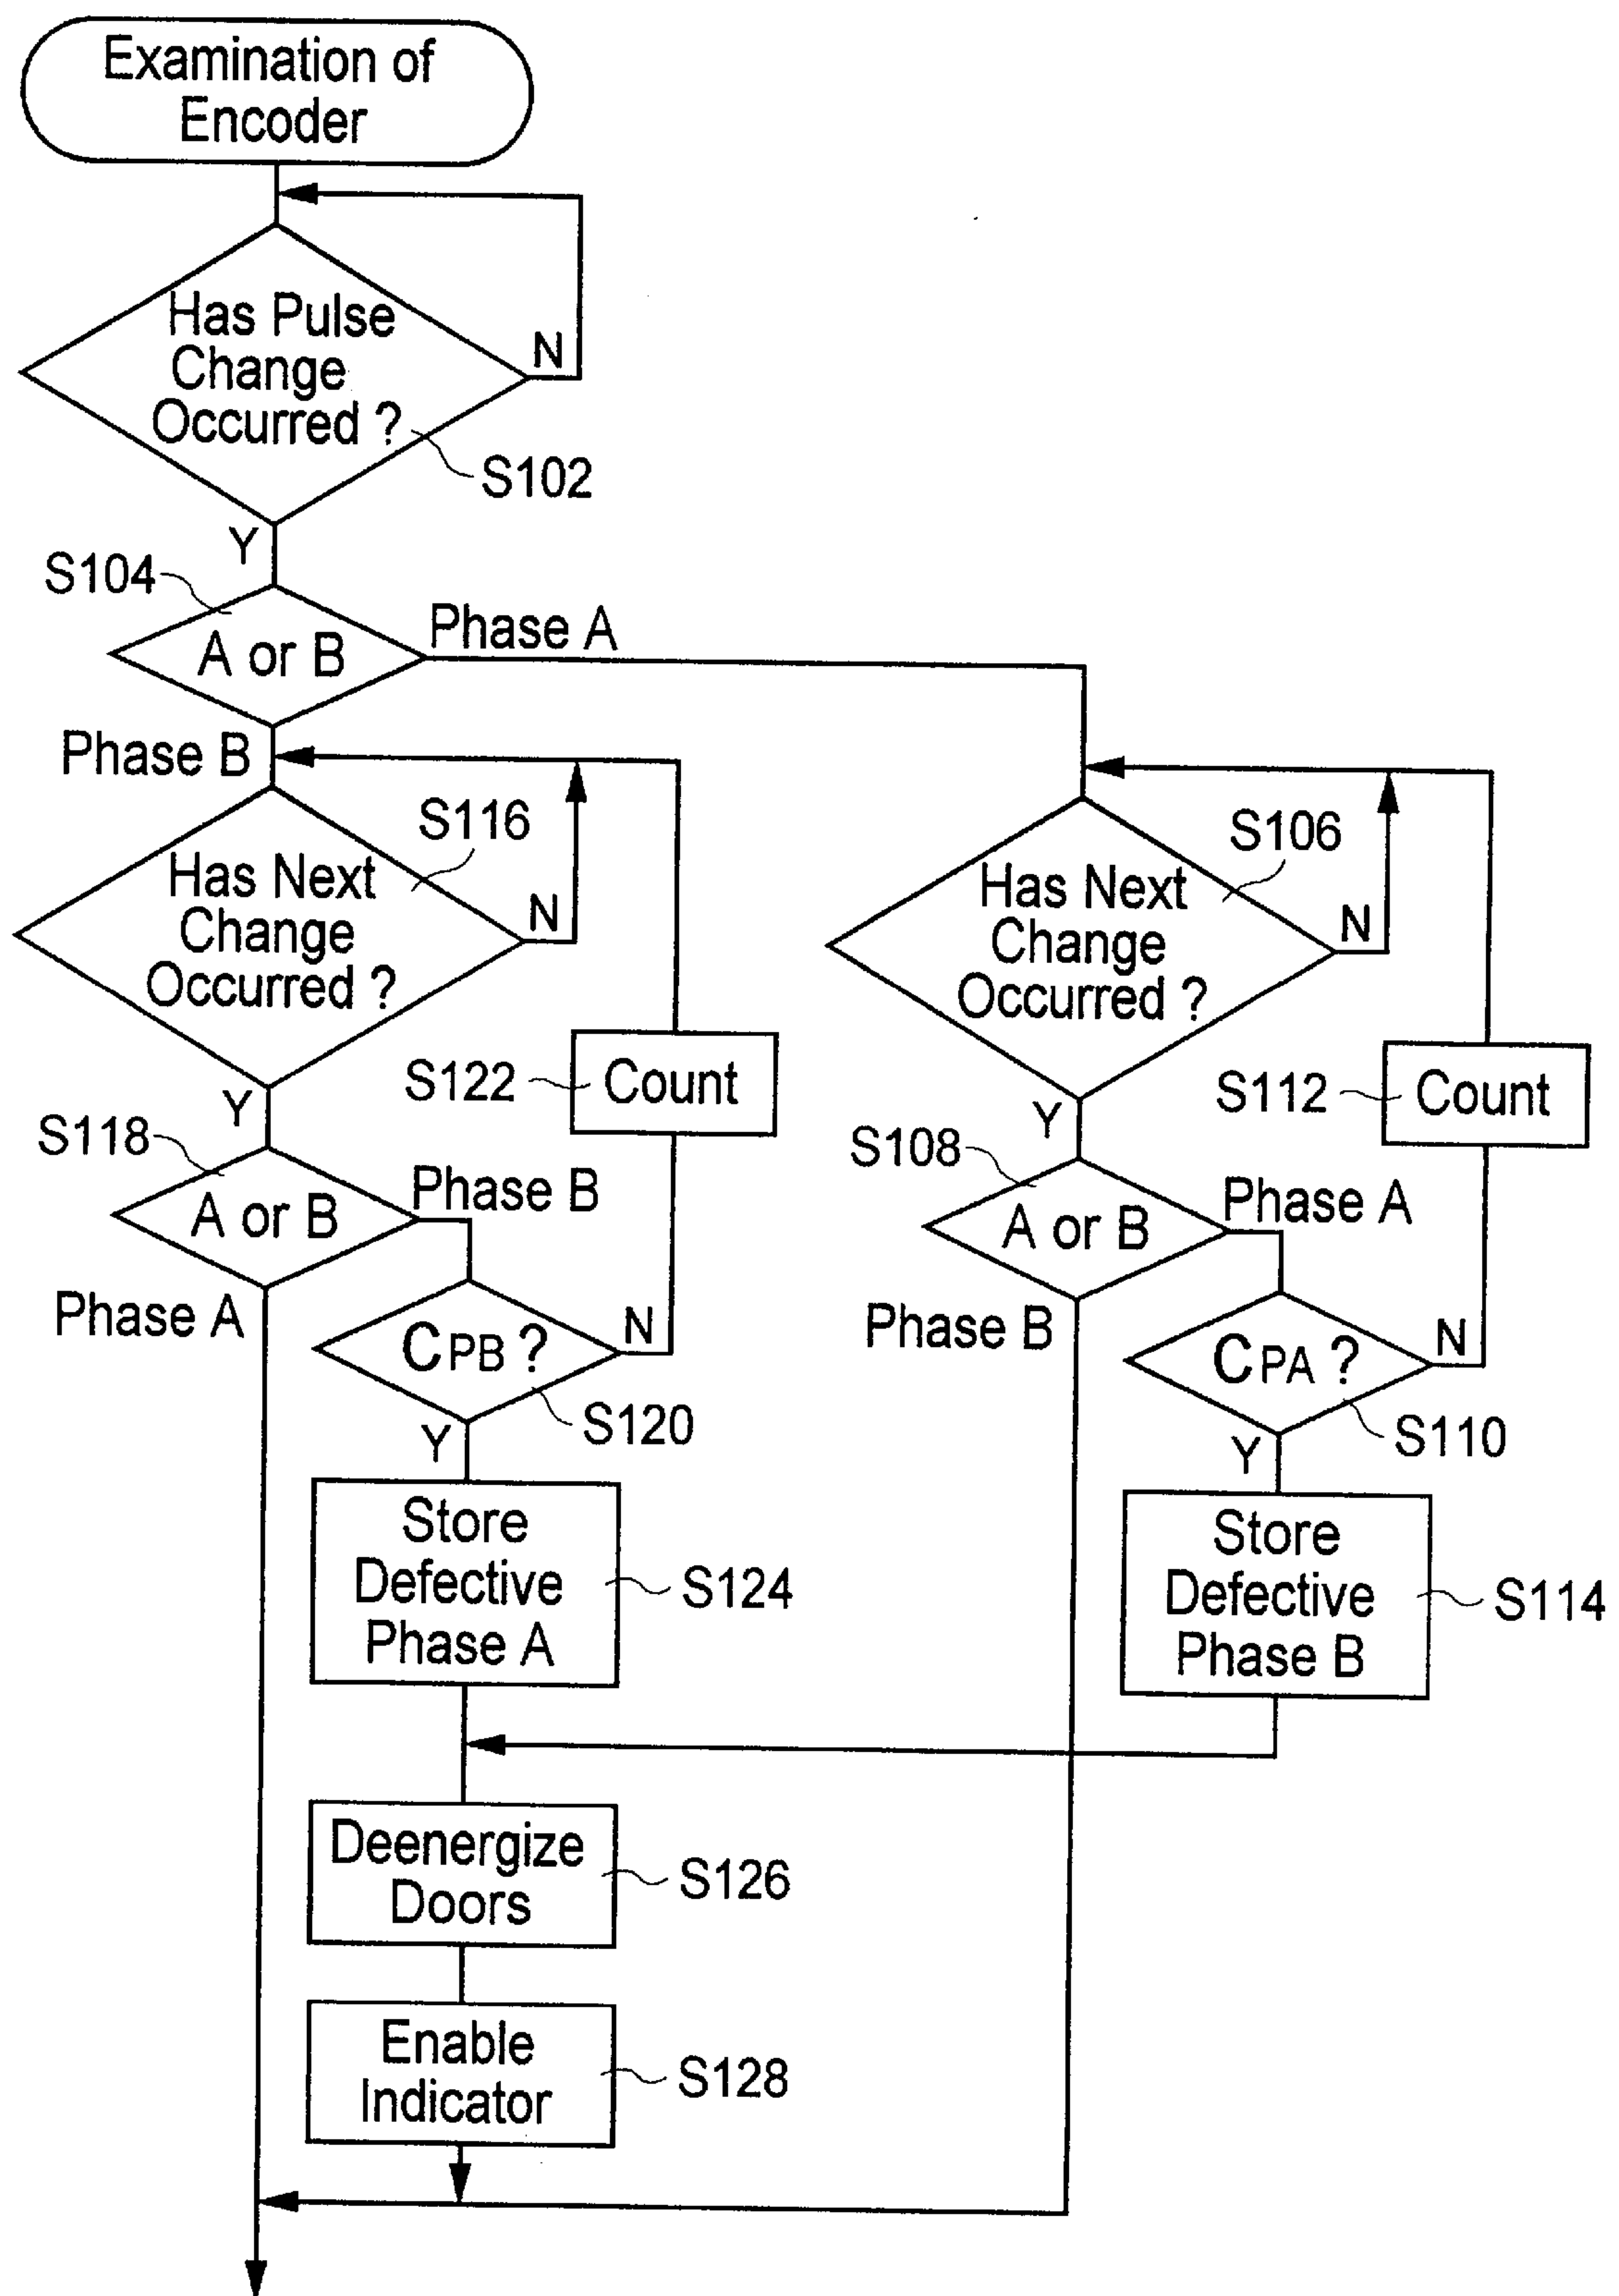 Examination of
Encoder
Has Pulse
Change
Occurred ?
N
S102
Y
S104
A or B
Phase A
Phase B
S116
Has Next
Change
Occurred ?
N
S106
Has Next
Change
Occurred ?
N
S122
Count
S112
Count
Y
S118
A or B
Phase B
Phase A
Y
S108
A or B
Phase A
Phase B
CPB ?
N
S120
Y
CPA ?
N
S110
Y
Store
Defective
Phase A
S124
Store
Defective
Phase B
S114
Deenergize
Doors
S126
Enable
Indicator
S128